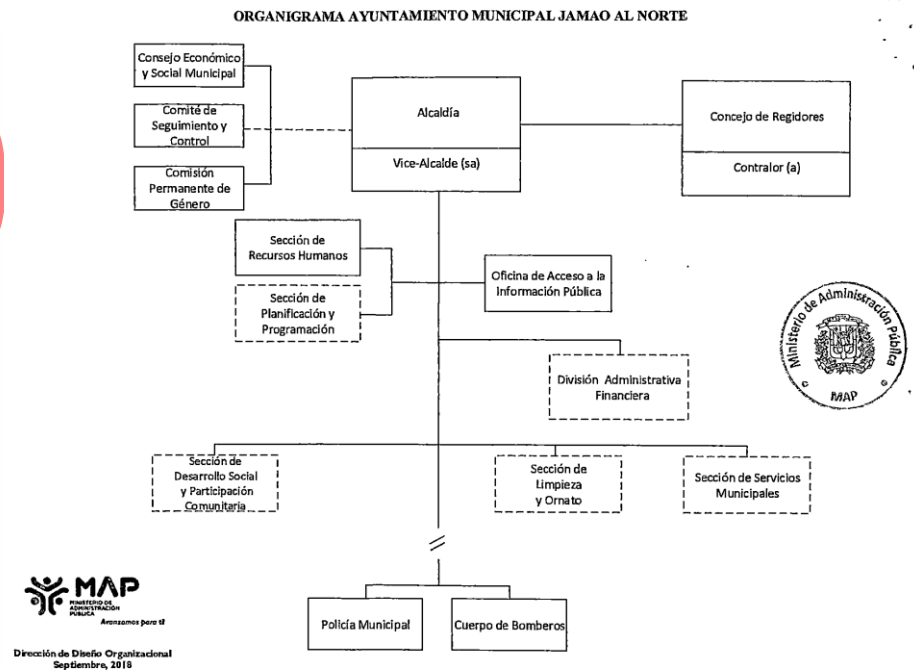 ORGANIGRAMA AYUNTAMIENTO MUNICIPAL JAMAO AL NORTE
Consejo Económico
y Social Municipal
Comité de
Seguimiento y
Control
Comisión
Permanente de
Género
Alcaldía
Vice-Alcalde (sa)
Concejo de Regidores
Contralor (a)
Sección de
Recursos Humanos
Sección de
Planificación y
Programación
Oficina de Acceso a la
Información Pública
División Administrativa
Financiera
Ministerio de Administración Pública
MAP
Sección de
Desarrollo Social
y Participación
Comunitaria
Sección de
Limpieza
y Ornato
Sección de Servicios
Municipales
Policía Municipal
Cuerpo de Bomberos
MAP
MINISTERIO DE
ADMINISTRACIÓN
PÚBLICA
Avanzamos para ti
Dirección de Diseño Organizacional
Septiembre, 2018